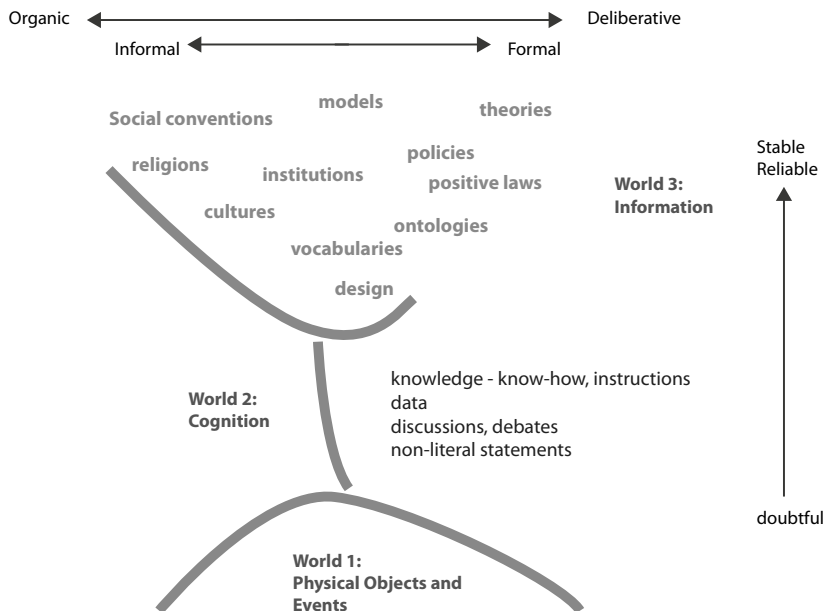 Organic
Deliberative
Informal
Formal
models
theories
Social conventions
policies
religions
institutions
positive laws
cultures
ontologies
vocabularies
design
World 3:
Information
Stable
Reliable
World 2:
Cognition
knowledge - know-how, instructions
data
discussions, debates
non-literal statements
doubtful
World 1:
Physical Objects and
Events